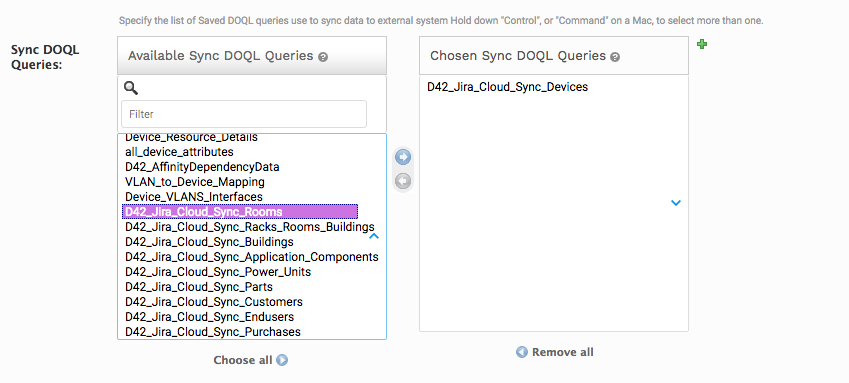 Specify the list of Saved DOQL queries use to sync data to external system Hold down "Control", or "Command" on a Mac, to select more than one.
Sync DOQL
Queries:
Available Sync DOQL Queries
Filter
Device_Resource_Details
all_device_attributes
D42_AffinityDependencyData
VLAN_to_Device_Mapping
Device_VLANS_Interfaces
D42_Jira_Cloud_Sync_Rooms
D42_Jira_Cloud_Sync_Racks_Rooms_Buildings
D42_Jira_Cloud_Sync_Buildings
D42_Jira_Cloud_Sync_Application_Components
D42_Jira_Cloud_Sync_Power_Units
D42_Jira_Cloud_Sync_Parts
D42_Jira_Cloud_Sync_Customers
D42_Jira_Cloud_Sync_Endusers
D42_Jira_Cloud_Sync_Purchases
Choose all
Chosen Sync DOQL Queries
D42_Jira_Cloud_Sync_Devices
Remove all